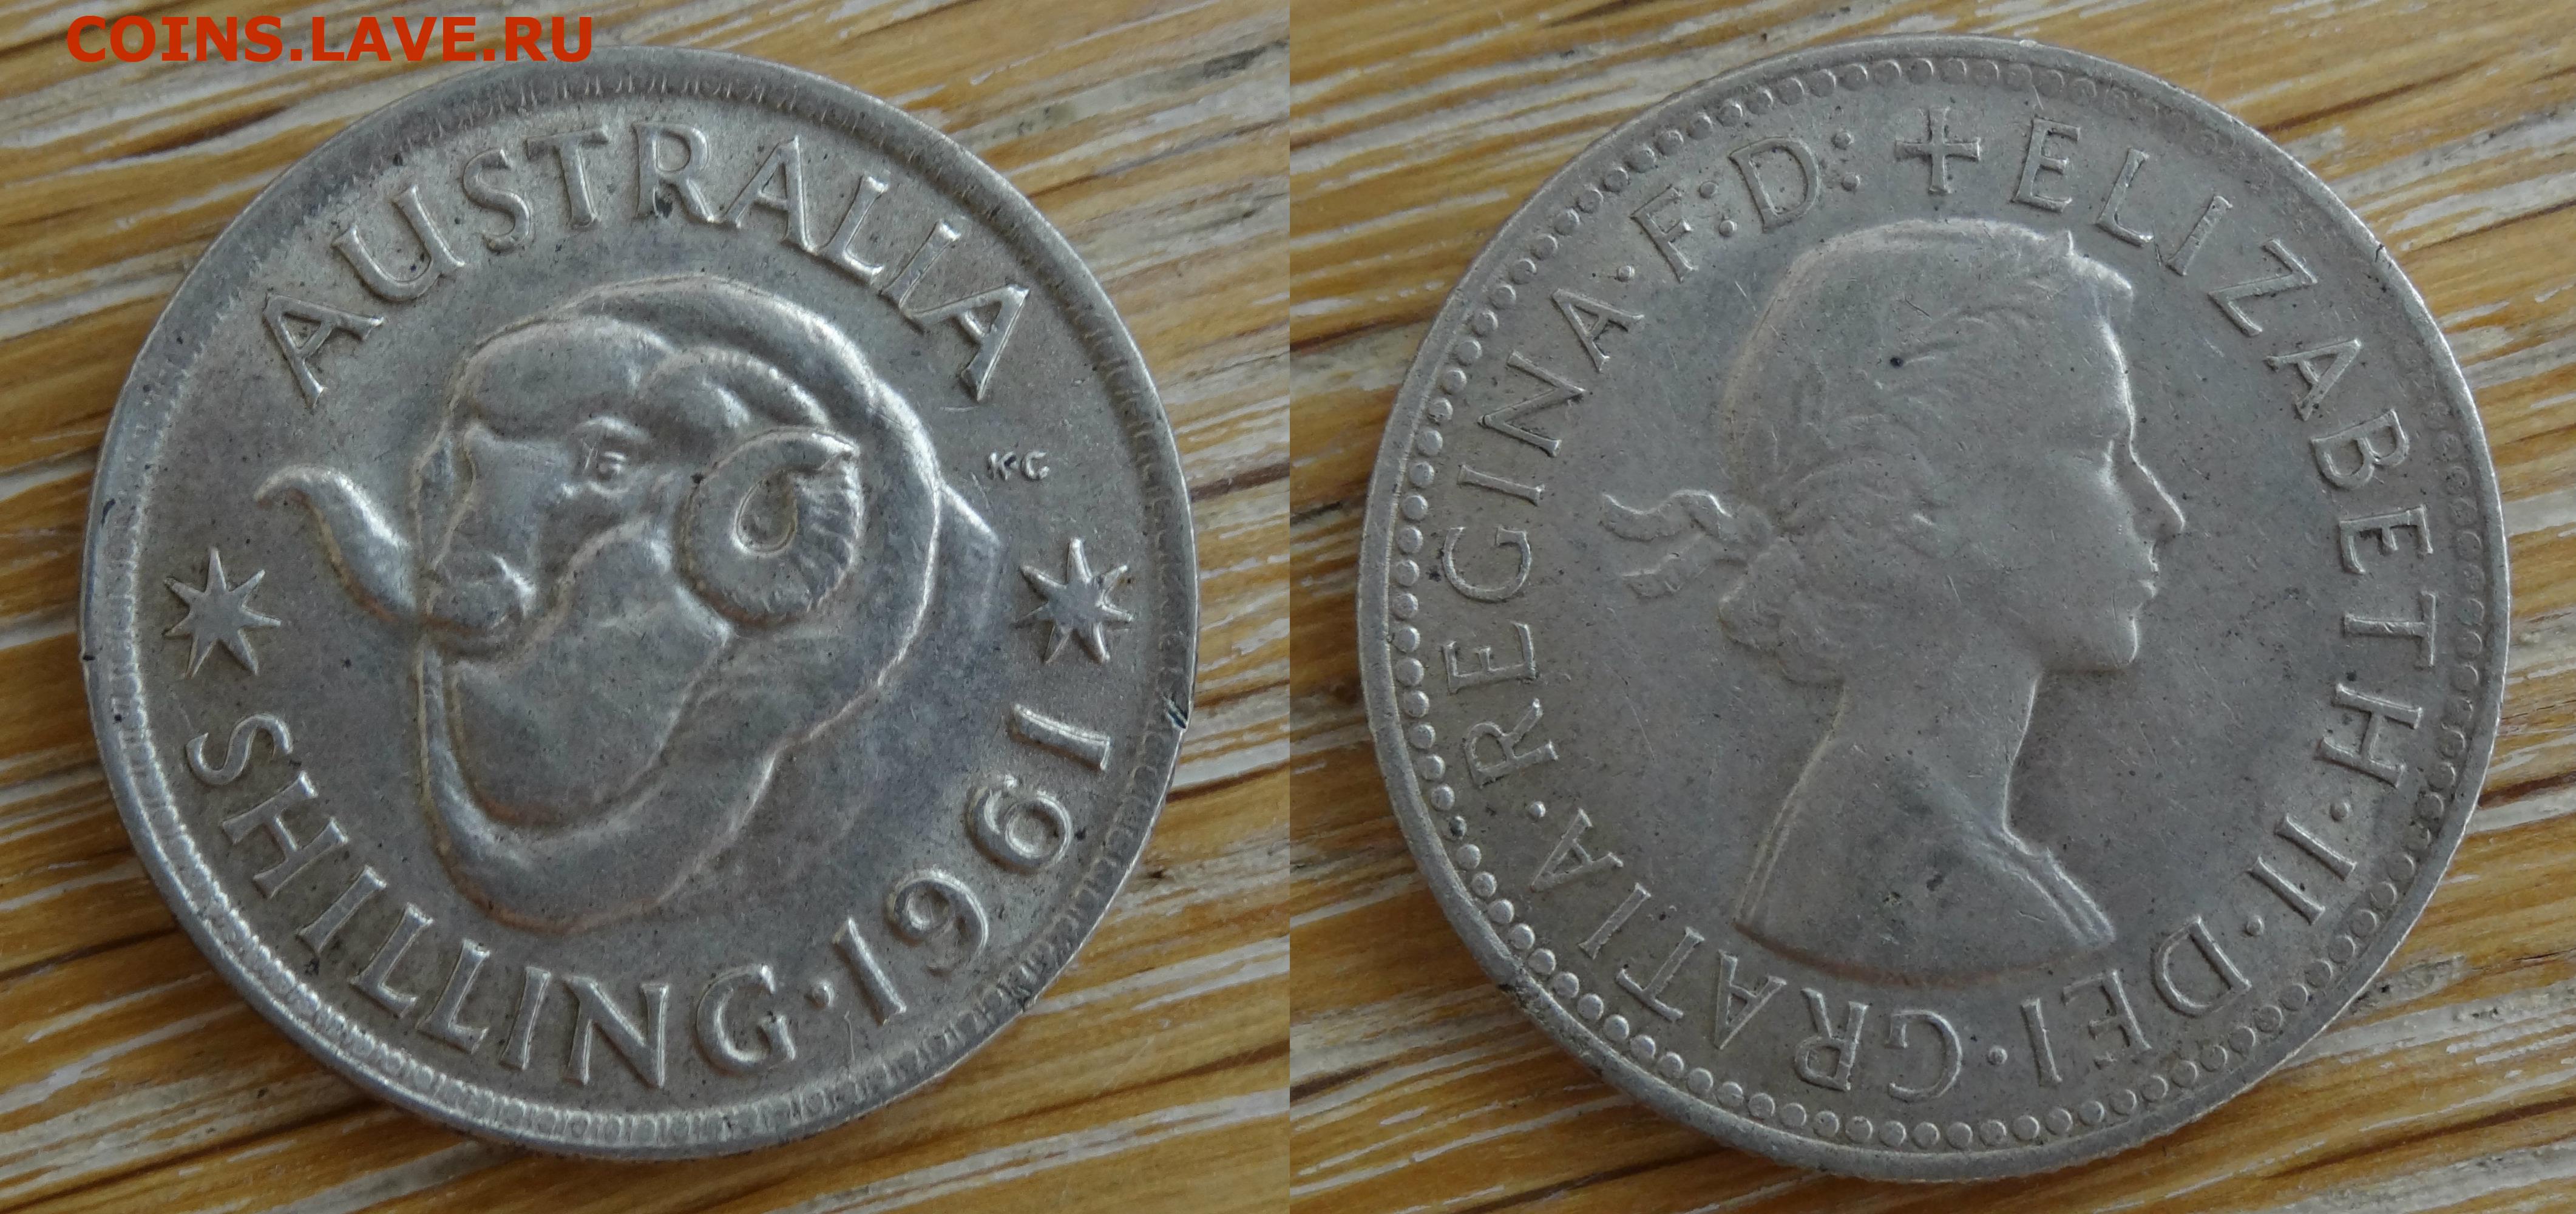 COINS.LAVE.RU
AUSTRALIA
KG
SHILLING·1961
+ELIZABETH·II·DEI·GRATIA·REGINA·F:D: